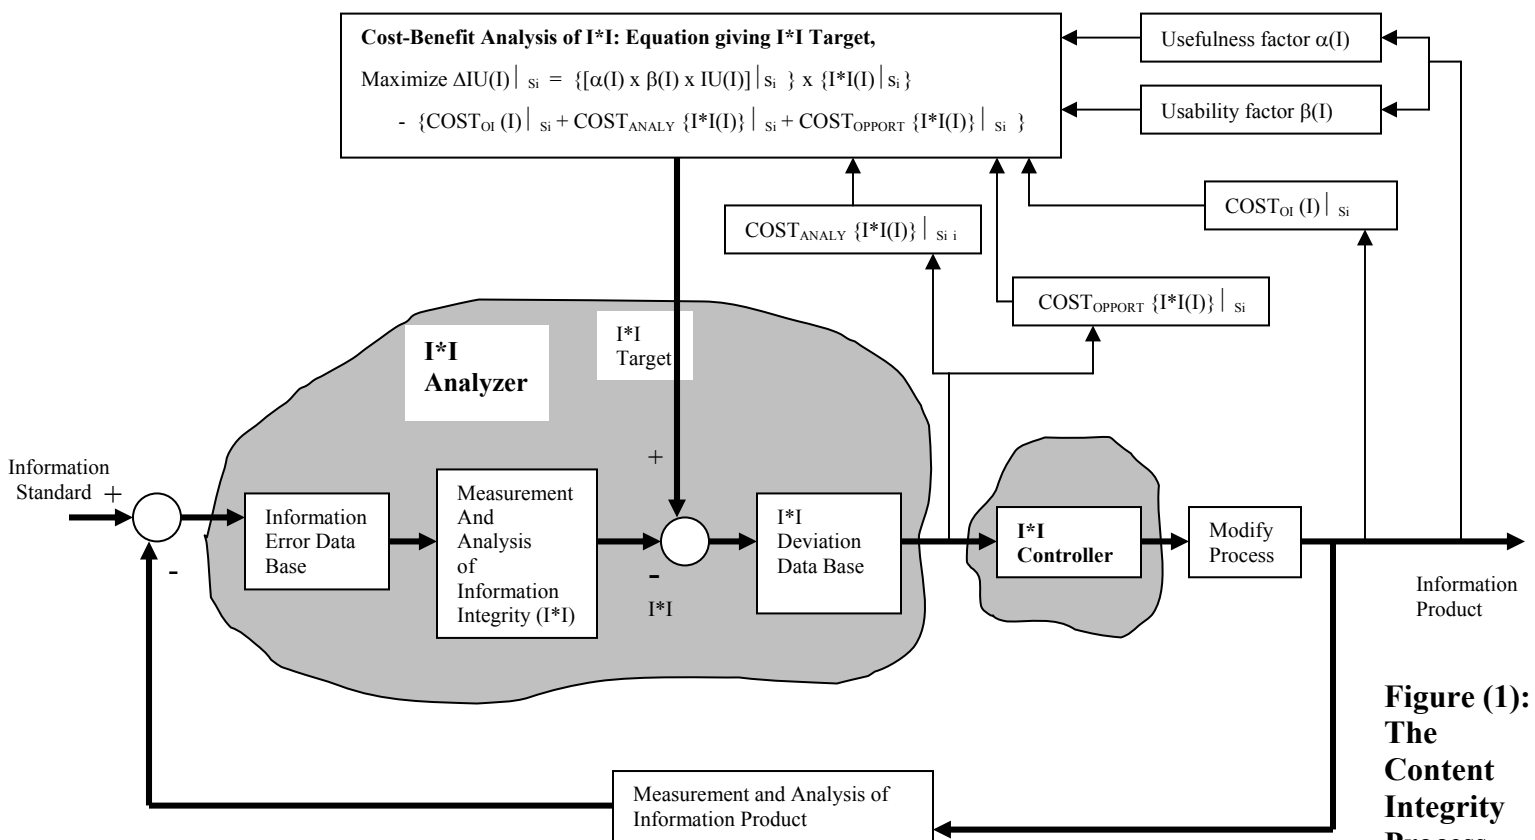 Cost-Benefit Analysis of I*I: Equation giving I*I Target,
Maximize ΔIU(I)| Si = {[α(I) x β(I) x IU(I)]|si } x {I*I(I)|si}
- {COSTOI (I)| Si + COSTANALY {I*I(I)}| Si + COSTOPPORT {I*I(I)}| Si }
Usefulness factor α(I)
Usability factor β(I)
COSTOI (I)| Si
COSTANALY {I*I(I)}| Si i
COSTOPPORT {I*I(I)}| Si
I*I
Analyzer
I*I
Target
+
Information
Standard +
-
Information
Error Data
Base
Measurement
And
Analysis
of
Information
Integrity (I*I)
-
I*I
I*I
Deviation
Data Base
I*I
Controller
Modify
Process
Information
Product
Measurement and Analysis of
Information Product
Figure (1):
The
Content
Integrity
Process